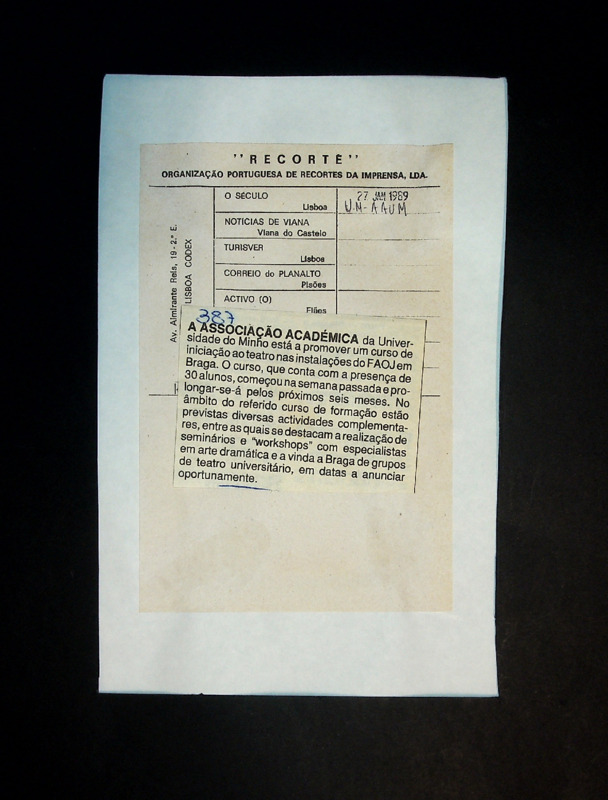 "RECORTE"
ORGANIZAÇÃO PORTUGUESA DE RECORTES DA IMPRENSA, LDA.
Av. Almirante Reis, 19 - 2.º E.
LISBOA CODEX
O SÉCULO
Lisboa
27 JAN 1989
U.M- A A U M
NOTICIAS DE VIANA
Viana do Castelo
TURISVER
Lisboa
CORREIO do PLANALTO
Pisões
ACTIVO (O)
Fiães
387
A ASSOCIAÇÃO ACADÉMICA da Univer-
sidade do Minho está a promover um curso de
iniciação ao teatro nas instalações do FAOJ em
Braga. O curso, que conta com a presença de
30 alunos, começou na semana passada e pro-
longar-se-á pelos próximos seis meses. No
âmbito do referido curso de formação estão
previstas diversas actividades complementa-
res, entre as quais se destacam a realização de
seminários e "workshops" com especialistas
em arte dramática e a vinda a Braga de grupos
de teatro universitário, em datas a anunciar
oportunamente.